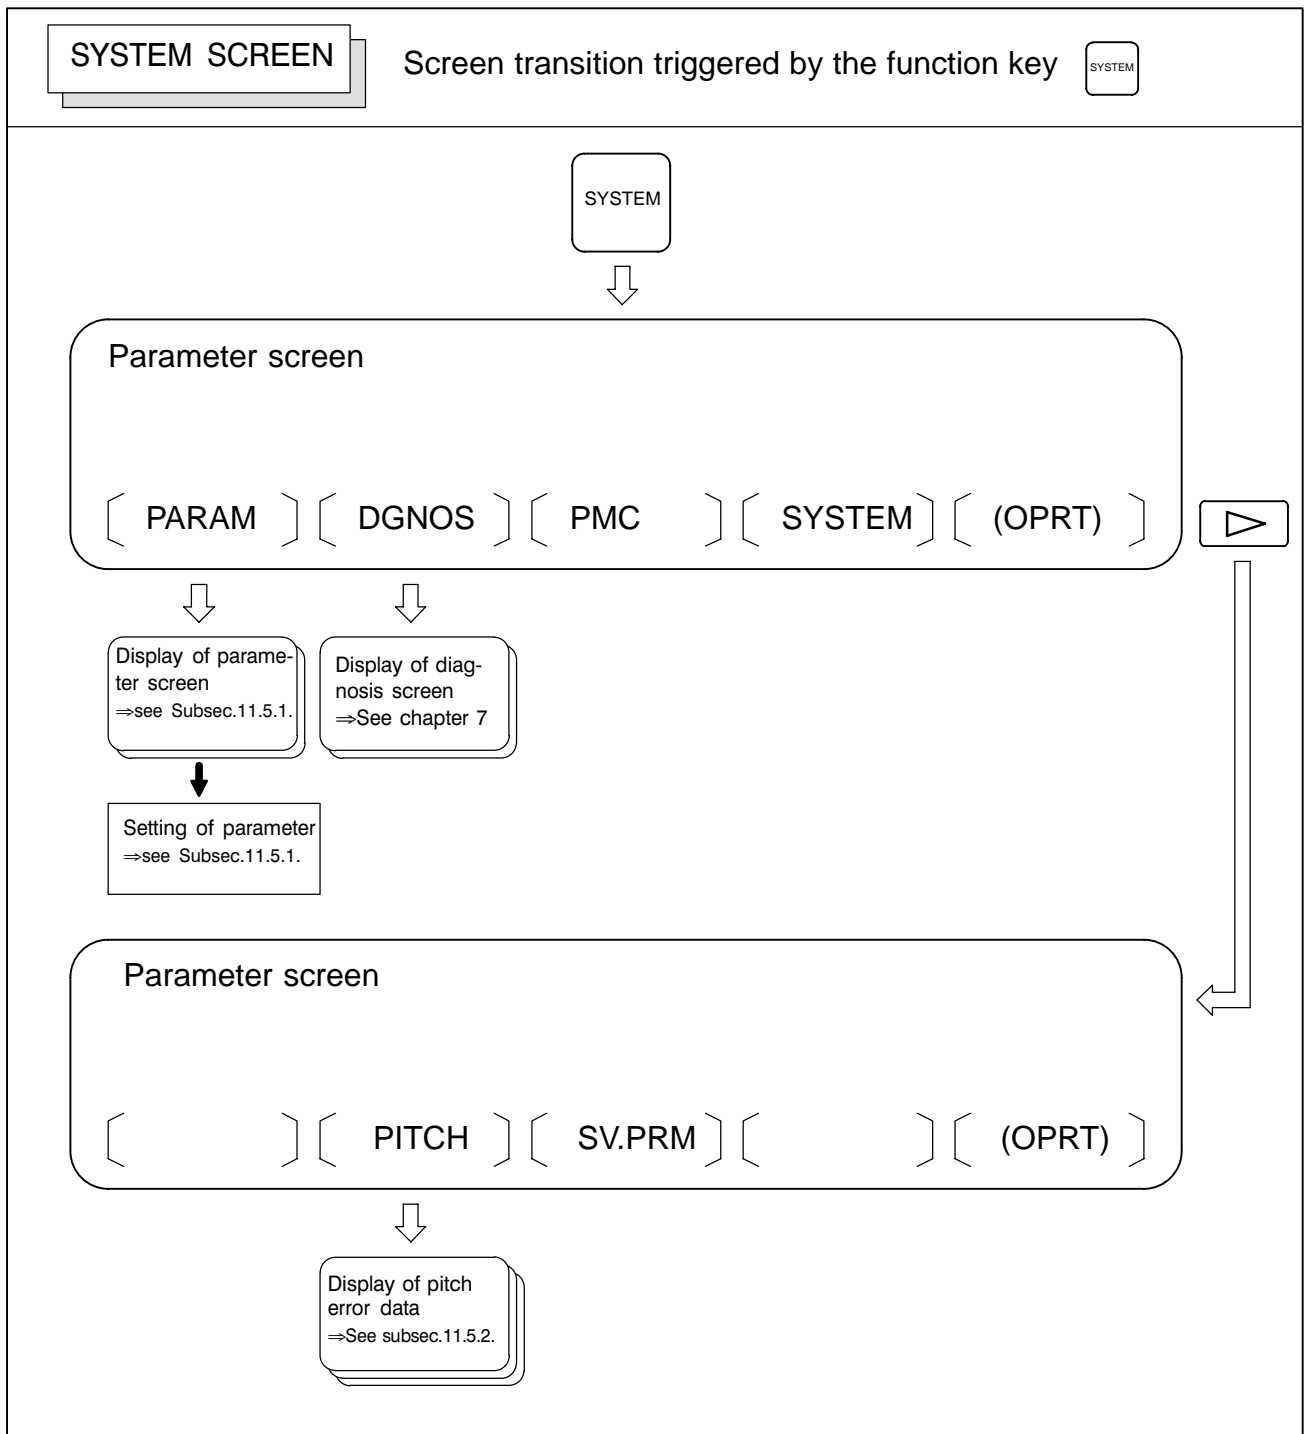 SYSTEM SCREEN
Screen transition triggered by the function key
SYSTEM
SYSTEM
Parameter screen
PARAM
DGNOS
PMC
SYSTEM
(OPRT)
Display of parame-
ter screen
⇒see Subsec.11.5.1.
Display of diag-
nosis screen
⇒See chapter 7
Setting of parameter
⇒see Subsec.11.5.1.
Parameter screen
PITCH
SV.PRM
(OPRT)
Display of pitch
error data
⇒See subsec.11.5.2.